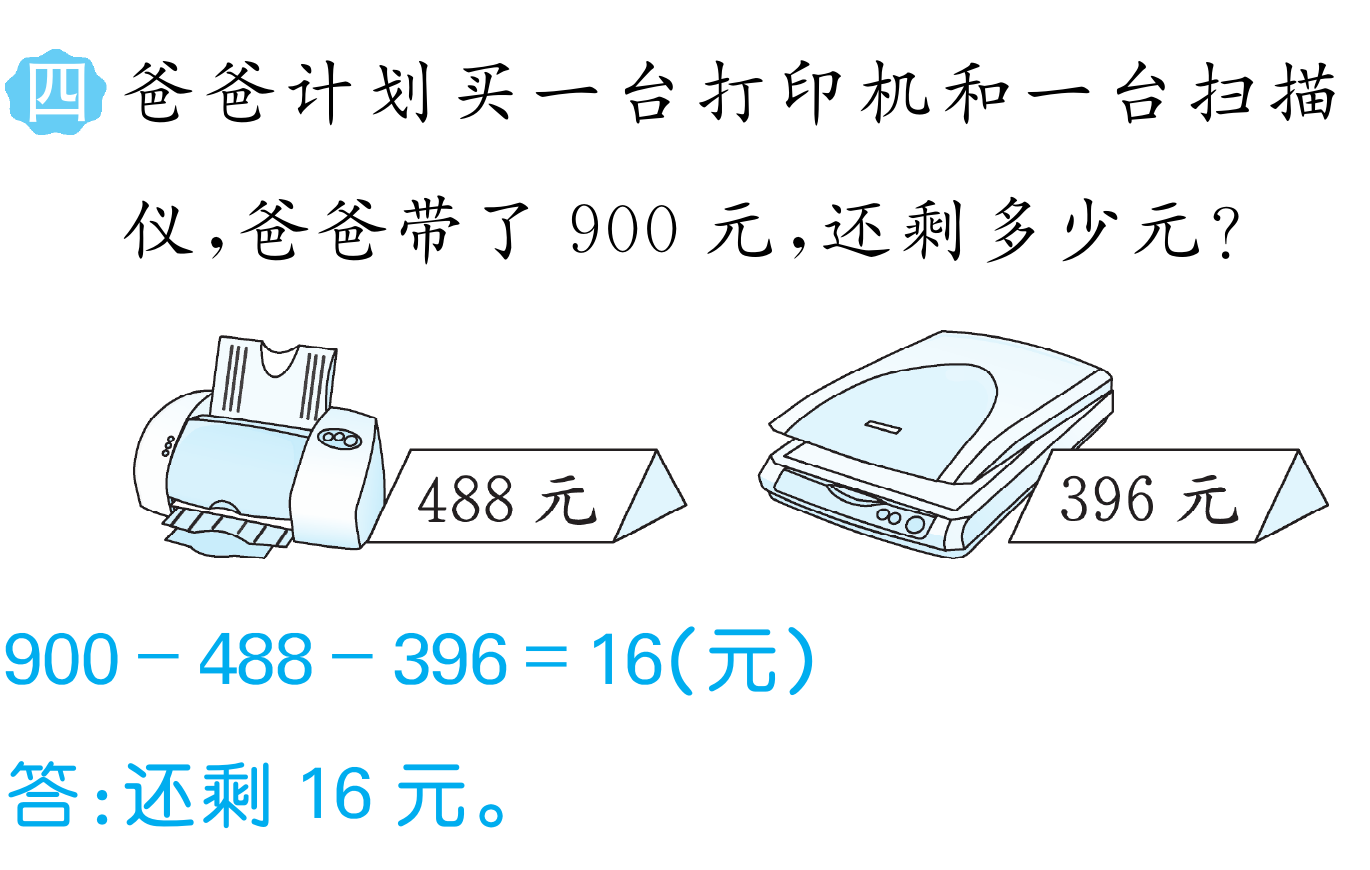 四 爸爸计划买一台打印机和一台扫描
仪,爸爸带了 900 元,还剩多少元?
488 元
396 元
900-488-396=16(元)
答:还剩 16 元。